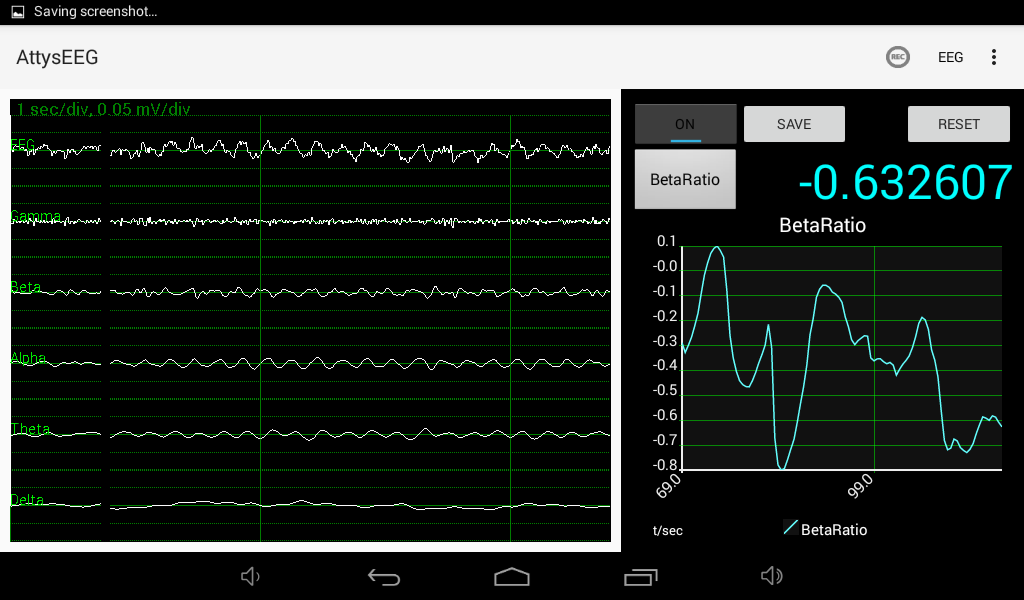 Saving screenshot...
AttysEEG
REC
EEG
1 sec/div, 0.05 mV/div
EEG
Gamma
Beta
Alpha
Theta
Delta
ON
SAVE
RESET
BetaRatio
-0.632607
BetaRatio
0.1
-0.0
-0.1
-0.2
-0.3
-0.4
-0.5
-0.6
-0.7
-0.8
69.0
99.0
t/sec
BetaRatio